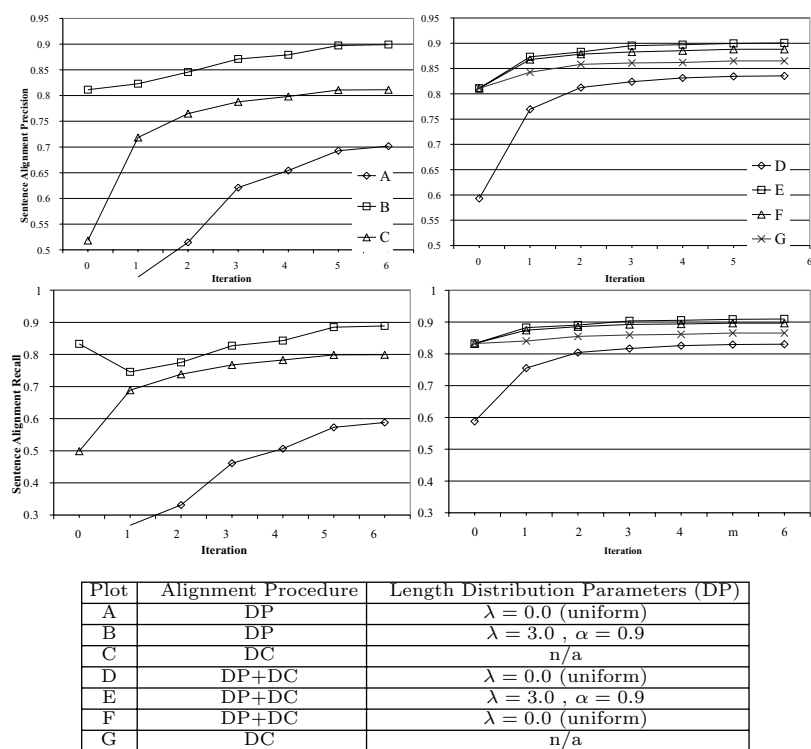 0.95
0.9
0.85
0.8
0.75
0.7
0.65
0.6
0.55
0.5
Sentence Alignment Precision
0 1 2 3 4 5 6
Iteration
A
B
C
0.95
0.9
0.85
0.8
0.75
0.7
0.65
0.6
0.55
0.5
0 1 2 3 4 5 6
Iteration
D
E
F
G
1
0.9
0.8
0.7
0.6
0.5
0.4
0.3
Sentence Alignment Recall
0 1 2 3 4 5 6
Iteration
1
0.9
0.8
0.7
0.6
0.5
0.4
0.3
0 1 2 3 4 m 6
Iteration
Plot Alignment Procedure Length Distribution Parameters (DP)
A DP λ = 0.0 (uniform)
B DP λ = 3.0 , α = 0.9
C DC n/a
D DP+DC λ = 0.0 (uniform)
E DP+DC λ = 3.0 , α = 0.9
F DP+DC λ = 0.0 (uniform)
G DC n/a